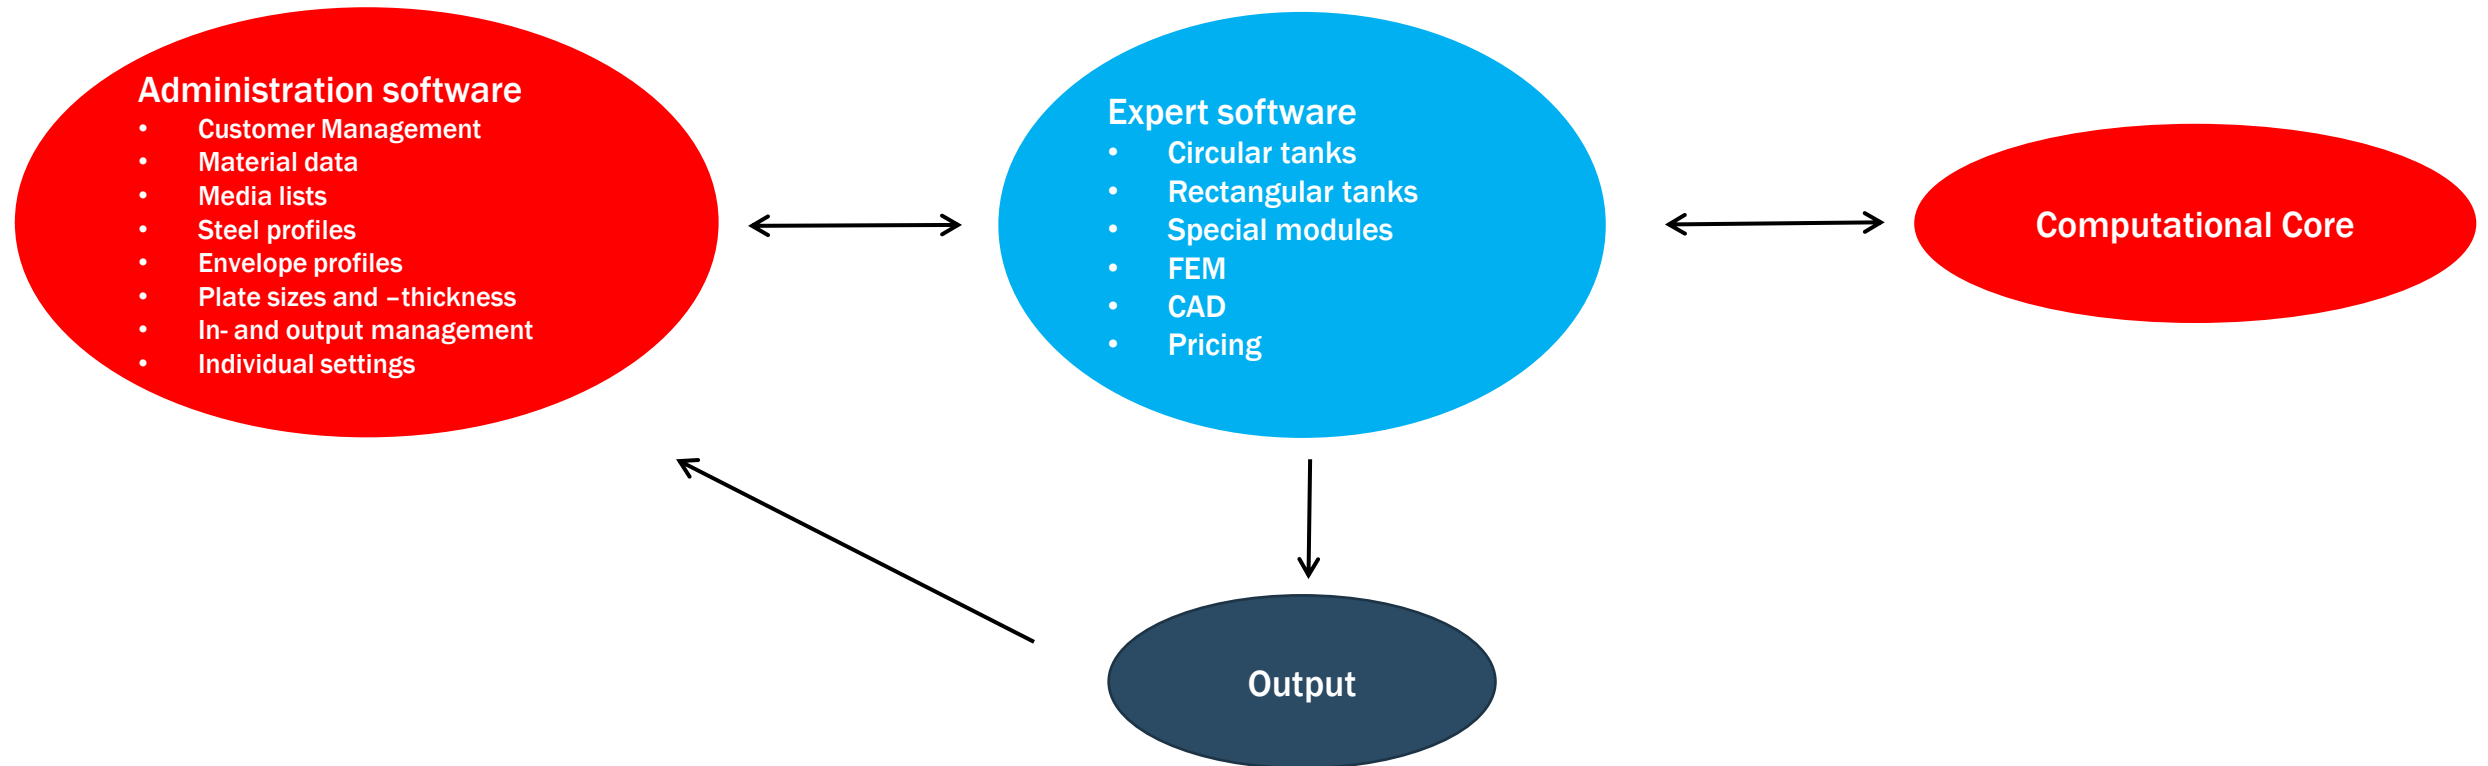 Administration software
• Customer Management
• Material data
• Media lists
• Steel profiles
• Envelope profiles
• Plate sizes and –thickness
• In- and output management
• Individual settings
Expert software
• Circular tanks
• Rectangular tanks
• Special modules
• FEM
• CAD
• Pricing
Computational Core
Output